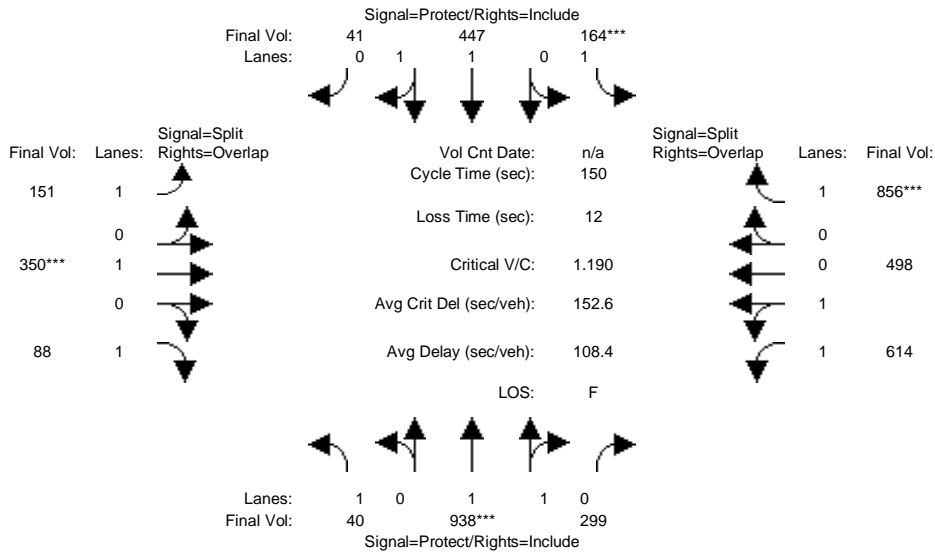 Signal=Protect/Rights=Include
Final Vol: 41 447 164***
Lanes: 0 1 1 0 1
Signal=Split Signal=Split
Final Vol: Lanes: Rights=Overlap Vol Cnt Date: n/a Rights=Overlap Lanes: Final Vol:
Cycle Time (sec): 150
151 1 1 856***
Loss Time (sec): 12
0 0
350*** 1 Critical V/C: 1.190 0 498
0 Avg Crit Del (sec/veh): 152.6 1
88 1 Avg Delay (sec/veh): 108.4 1 614
LOS: F
Lanes: 1 0 1 1 0
Final Vol: 40 938*** 299
Signal=Protect/Rights=Include